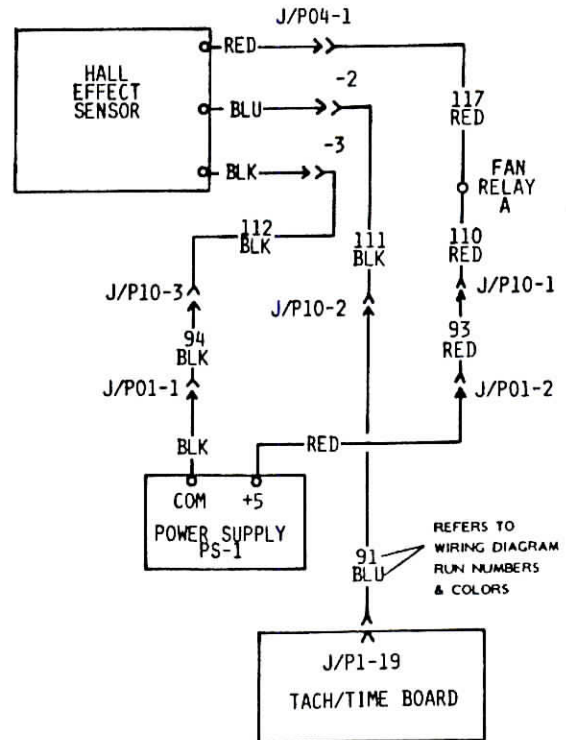 J/P04-1
HALL
EFFECT
SENSOR
RED
BLU
-2
BLK
-3
117
RED
FAN
RELAY
A
112
BLK
111
BLK
110
RED
J/P10-3
J/P10-2
J/P10-1
94
BLK
93
RED
J/P01-1
J/P01-2
BLK
RED
COM
+5
POWER SUPPLY
PS-1
91
BLU
REFERS TO
WIRING DIAGRAM
RUN NUMBERS
& COLORS
J/P1-19
TACH/TIME BOARD